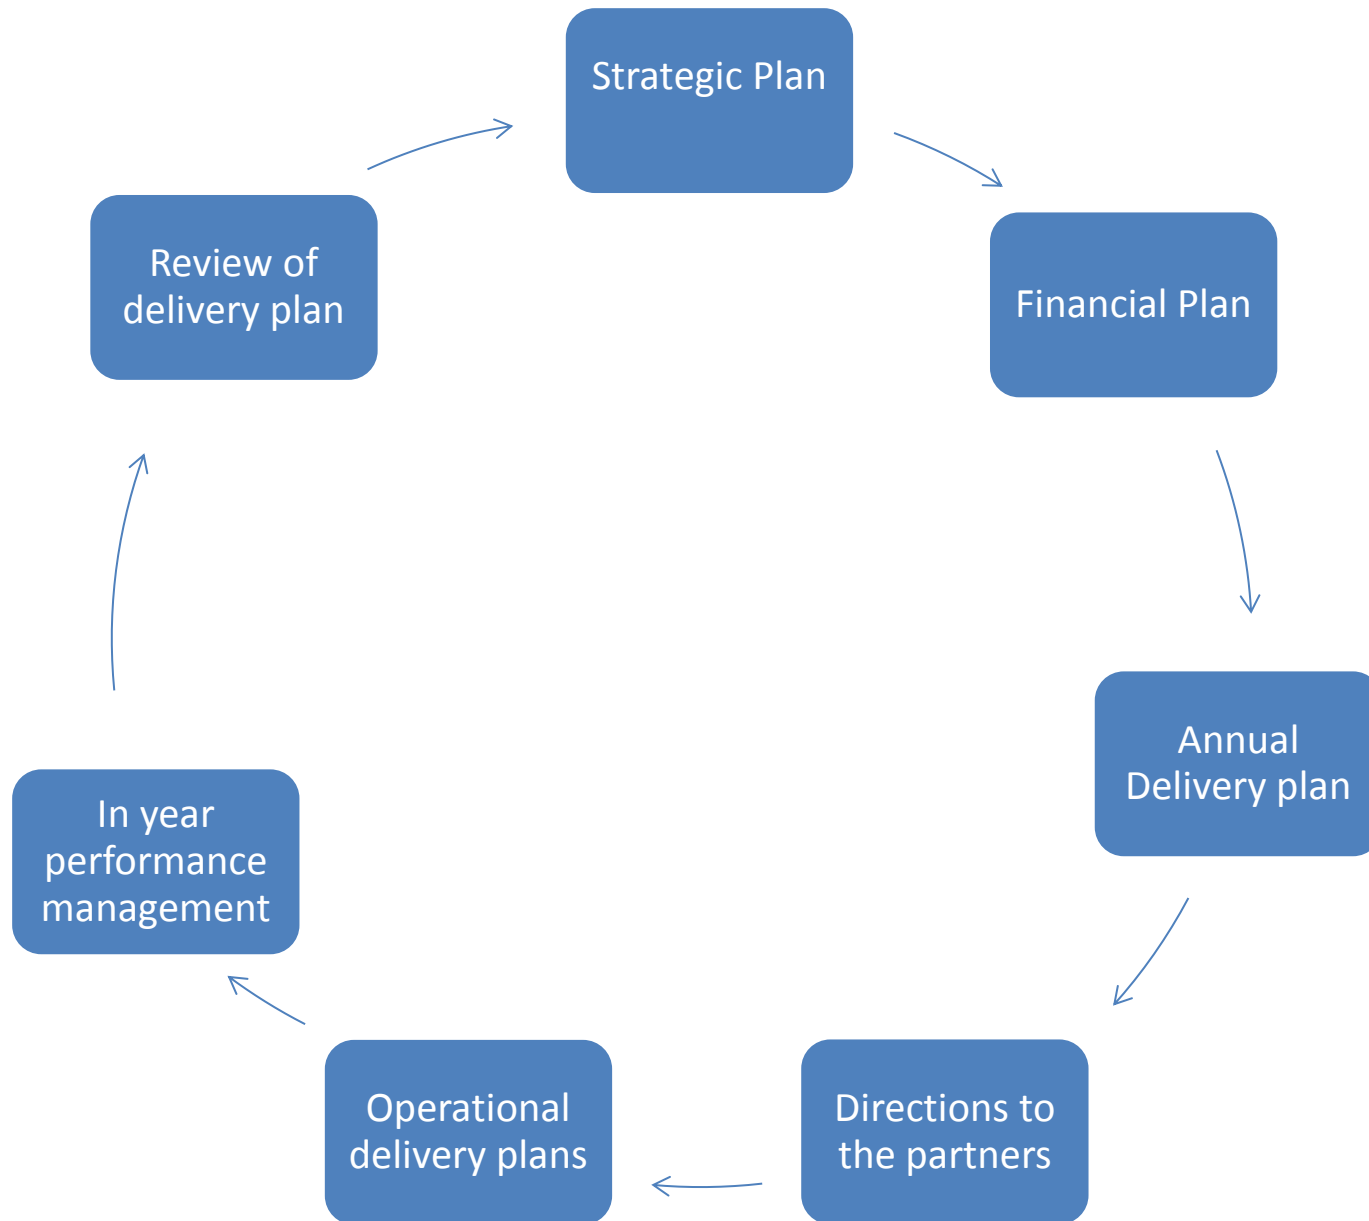 Strategic Plan
Financial Plan
Annual
Delivery plan
Directions to
the partners
Operational
delivery plans
In year
performance
management
Review of
delivery plan